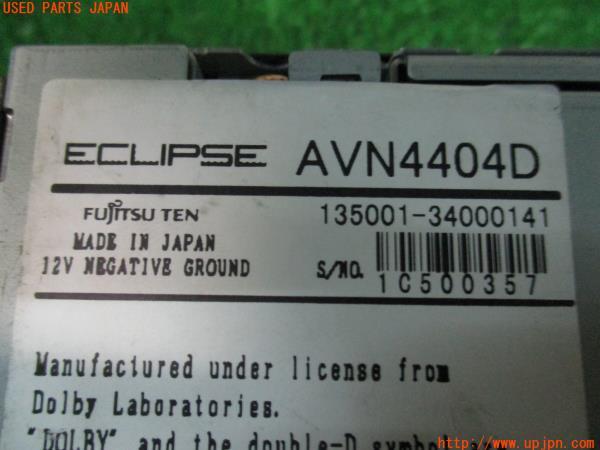 USED PARTS JAPAN
ECLIPSE AVN4404D
FUJITSU TEN 135001-34000141
MADE IN JAPAN
12V NEGATIVE GROUND S/NO. 1C500357
Manufactured under license from
Dolby Laboratories.
"DOLBY" and the double-D symbol
http://www.upjpn.com